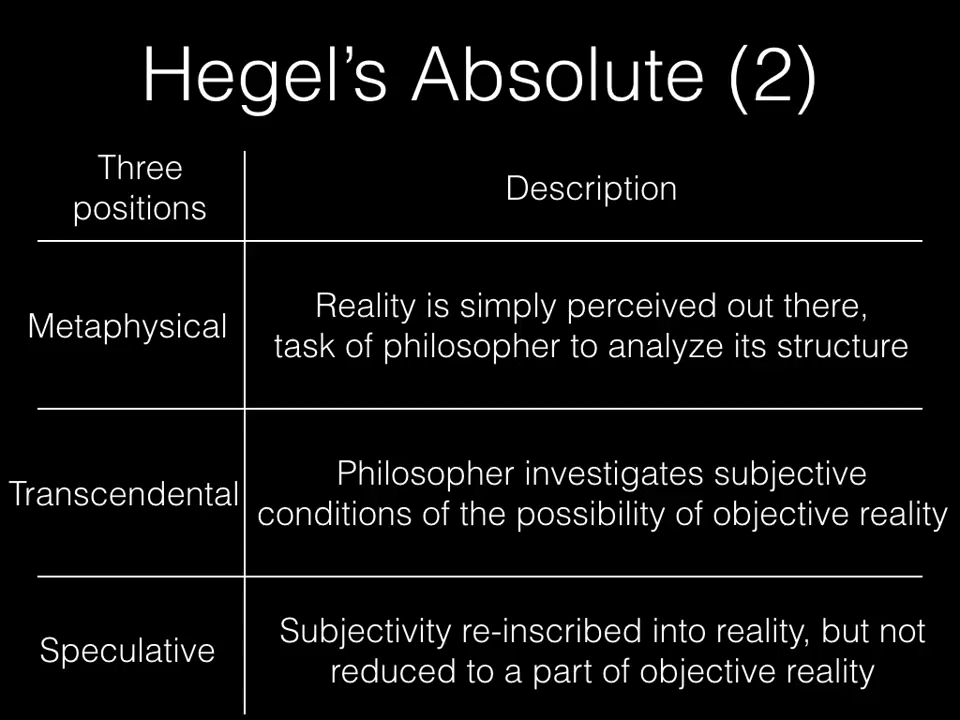 Hegel’s Absolute (2)
Three
positions
Description
Metaphysical
Reality is simply perceived out there,
task of philosopher to analyze its structure
Transcendental
Philosopher investigates subjective
conditions of the possibility of objective reality
Speculative
Subjectivity re-inscribed into reality, but not
reduced to a part of objective reality